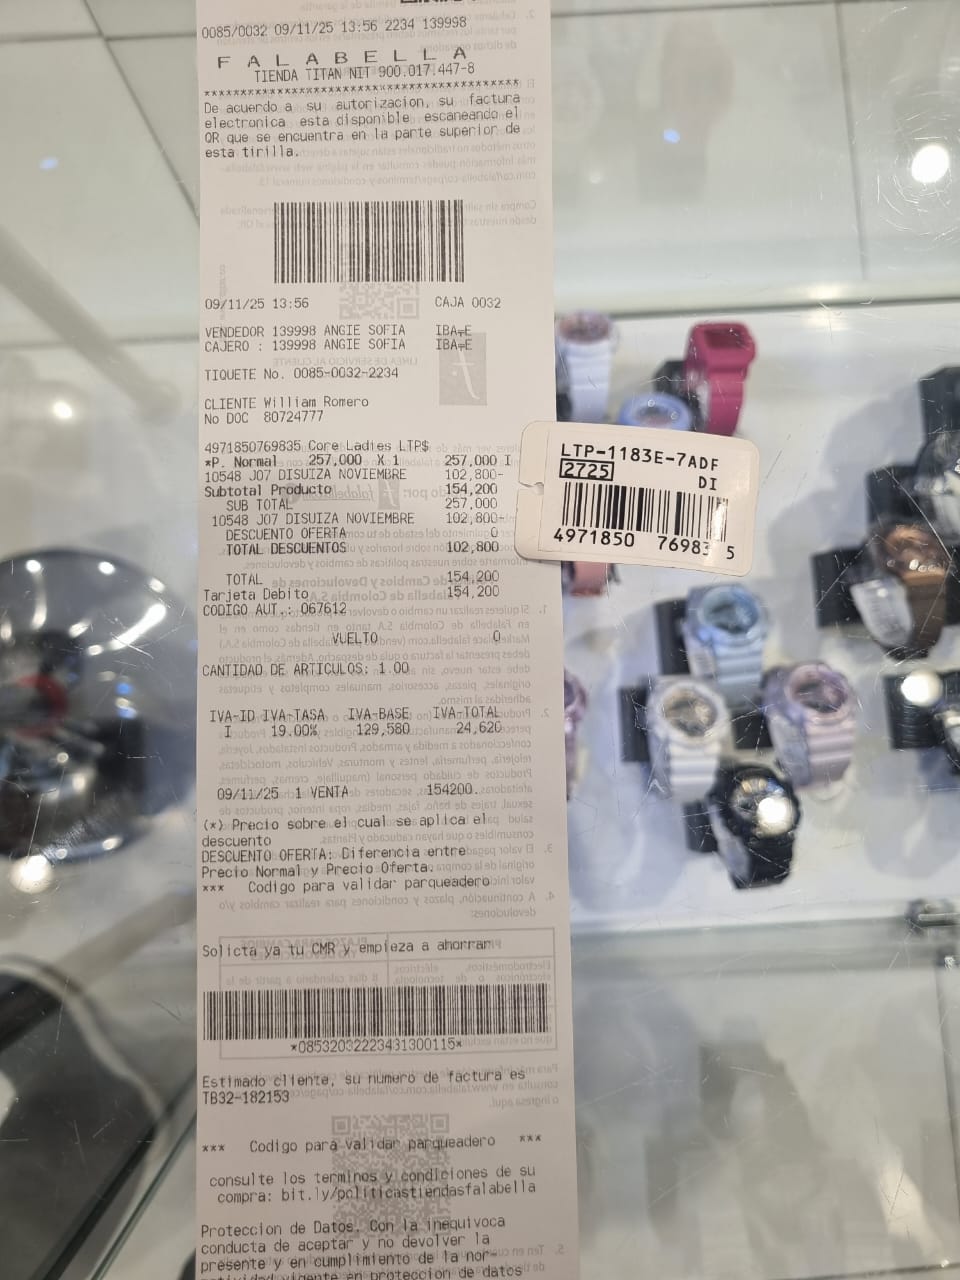 0085/0032 09/11/25 13:56 2234 139998
F A L A B E L L A
TIENDA TITAN NIT 900.017.447-8
****************************************
De acuerdo a su autorizacion, su factura
electronica esta disponible escaneando el
QR que se encuentra en la parte superior de
esta tirilla.
09/11/25 13:56 CAJA 0032
VENDEDOR 139998 ANGIE SOFIA
CAJERO : 139998 ANGIE SOFIA
TIQUETE No. 0085-0032-2234
CLIENTE William Romero
No DOC 80724777
4971850769835 Core Ladies LTP$
*P. Normal 257,000 X 1 257,000 I
10548 J07 DISUIZA NOVIEMBRE 102,800-
Subtotal Producto 154,200
SUB TOTAL 257,000
10548 J07 DISUIZA NOVIEMBRE 102,800-
DESCUENTO OFERTA 0
TOTAL DESCUENTOS 102,800
TOTAL 154,200
Tarjeta Debito 154,200
CODIGO AUT.: 067612
VUELTO 0
CANTIDAD DE ARTICULOS: 1.00
IVA-ID IVA-TASA IVA-BASE IVA-TOTAL
I 19.00% 129,580 24,620
09/11/25 1 VENTA 154200.
(*) Precio sobre el cual se aplica el
descuento
DESCUENTO OFERTA: Diferencia entre
Precio Normal y Precio Oferta.
*** Codigo para validar parqueadero
Solicta ya tu CMR y empieza a ahorrar
*08532032223431300115*
Estimado cliente, su numero de factura es
TB32-182153
*** Codigo para validar parqueadero ***
consulte los terminos y condiciones de su
compra: bit.ly/politicastiendasfalabella
Proteccion de Datos. Con la inequivoca
conducta de aceptar y no devolver la
presente y en cumplimiento de la nor-
tividad vigente en proteccion de datos
LTP-1183E-7ADF
2725 DI
4971850 76983 5